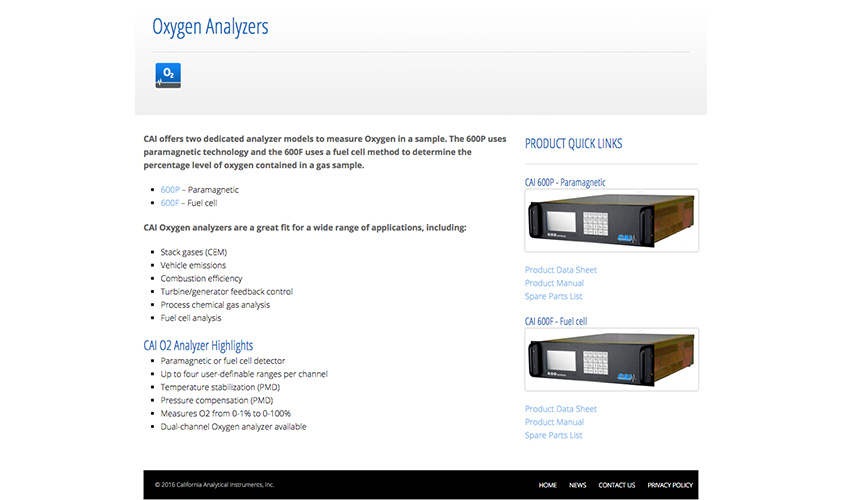 Oxygen Analyzers
O2
CAI offers two dedicated analyzer models to measure Oxygen in a sample. The 600P uses
paramagnetic technology and the 600F uses a fuel cell method to determine the
percentage level of oxygen contained in a gas sample.
600P – Paramagnetic
600F – Fuel cell
CAI Oxygen analyzers are a great fit for a wide range of applications, including:
Stack gases (CEM)
Vehicle emissions
Combustion efficiency
Turbine/generator feedback control
Process chemical gas analysis
Fuel cell analysis
CAI O2 Analyzer Highlights
Paramagnetic or fuel cell detector
Up to four user-definable ranges per channel
Temperature stabilization (PMD)
Pressure compensation (PMD)
Measures O2 from 0-1% to 0-100%
Dual-channel Oxygen analyzer available
PRODUCT QUICK LINKS
CAI 600P - Paramagnetic
CAI
Product Data Sheet
Product Manual
Spare Parts List
CAI 600F - Fuel cell
CAI
Product Data Sheet
Product Manual
Spare Parts List
© 2016 California Analytical Instruments, Inc.
HOME NEWS CONTACT US PRIVACY POLICY